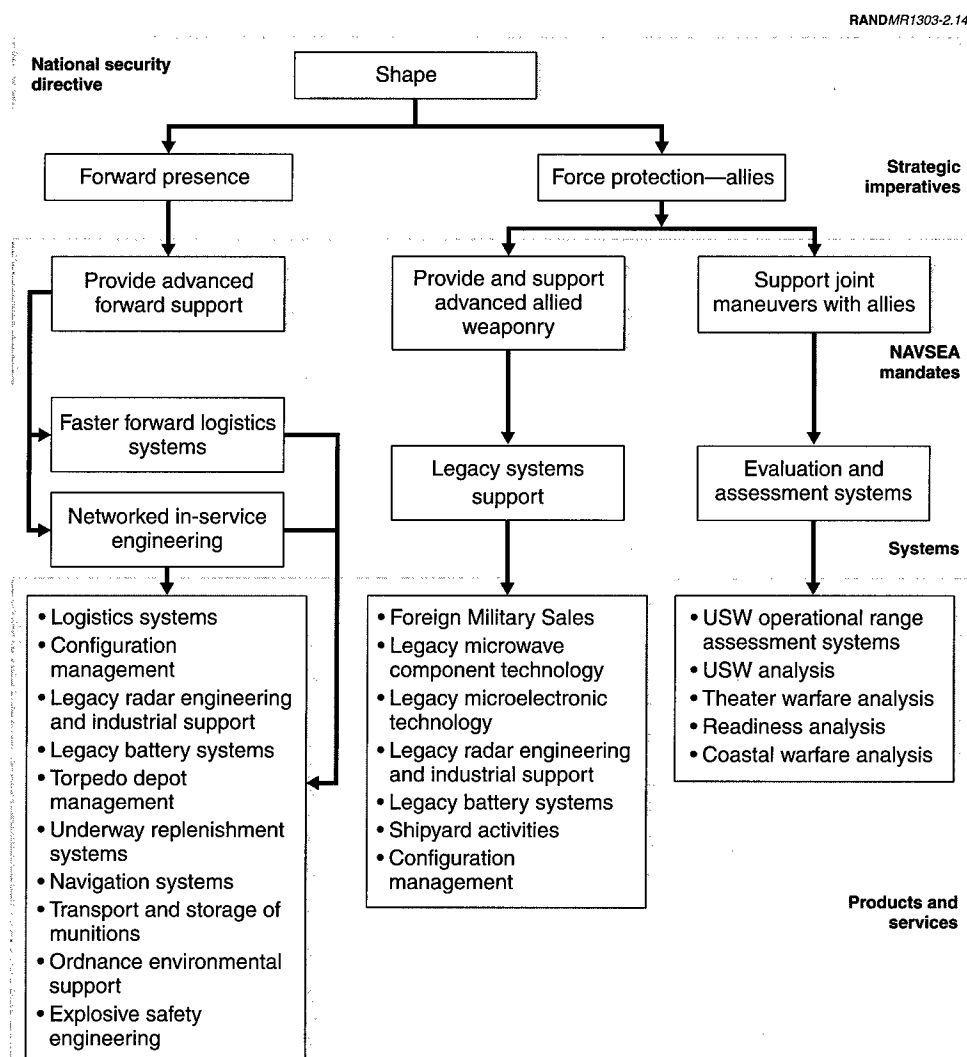 RANDMR1303-2.14
National security
directive
Shape
Forward presence
Force protection—allies
Strategic
imperatives
Provide advanced
forward support
Provide and support
advanced allied
weaponry
Support joint
maneuvers with allies
NAVSEA
mandates
Faster forward logistics
systems
Legacy systems
support
Evaluation and
assessment systems
Networked in-service
engineering
Systems
• Logistics systems
• Configuration
management
• Legacy radar engineering
and industrial support
• Legacy battery systems
• Torpedo depot
management
• Underway replenishment
systems
• Navigation systems
• Transport and storage of
munitions
• Ordnance environmental
support
• Explosive safety
engineering
• Foreign Military Sales
• Legacy microwave
component technology
• Legacy microelectronic
technology
• Legacy radar engineering
and industrial support
• Legacy battery systems
• Shipyard activities
• Configuration
management
• USW operational range
assessment systems
• USW analysis
• Theater warfare analysis
• Readiness analysis
• Coastal warfare analysis
Products and
services